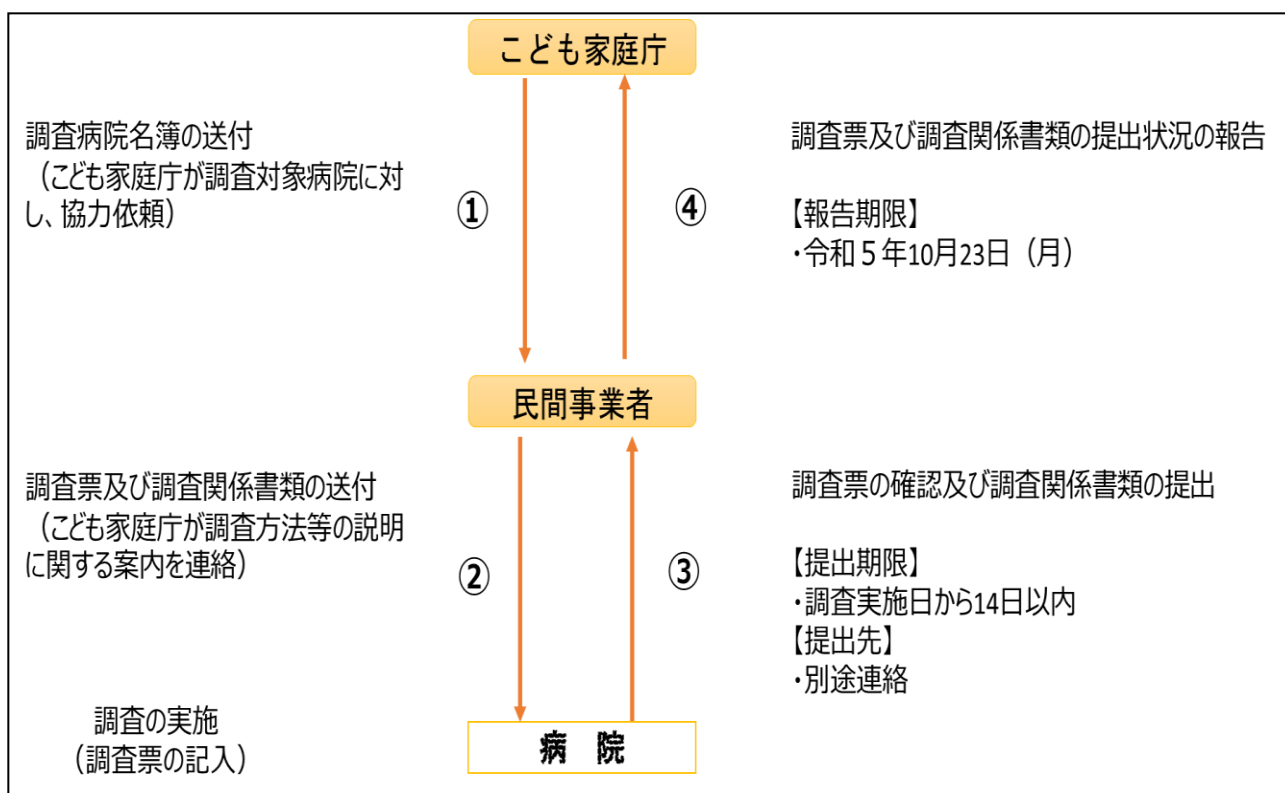 こども家庭庁
調査病院名簿の送付
（こども家庭庁が調査対象病院に対
し、協力依頼）
①
④
調査票及び調査関係書類の提出状況の報告
【報告期限】
・令和５年10月23日（月）
民間事業者
調査票及び調査関係書類の送付
（こども家庭庁が調査方法等の説明
に関する案内を連絡）
②
③
調査票の確認及び調査関係書類の提出
【提出期限】
・調査実施日から14日以内
【提出先】
・別途連絡
調査の実施
（調査票の記入）
病　院